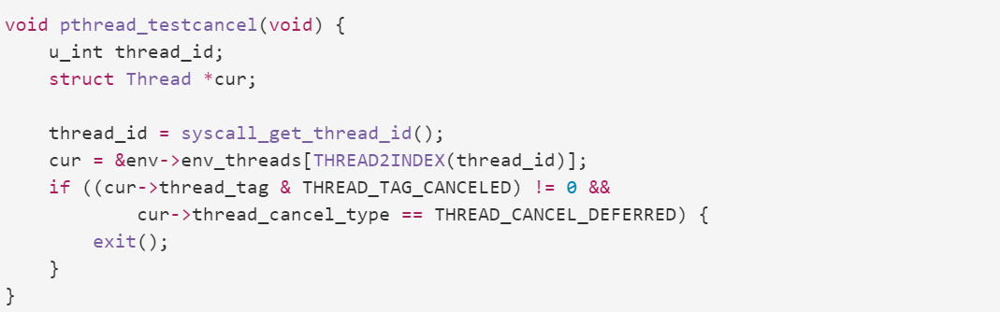 void pthread_testcancel(void) {
    u_int thread_id;
    struct Thread *cur;

    thread_id = syscall_get_thread_id();
    cur = &env->env_threads[THREAD2INDEX(thread_id)];
    if ((cur->thread_tag & THREAD_TAG_CANCELED) != 0 &&
            cur->thread_cancel_type == THREAD_CANCEL_DEFERRED) {
        exit();
    }
}